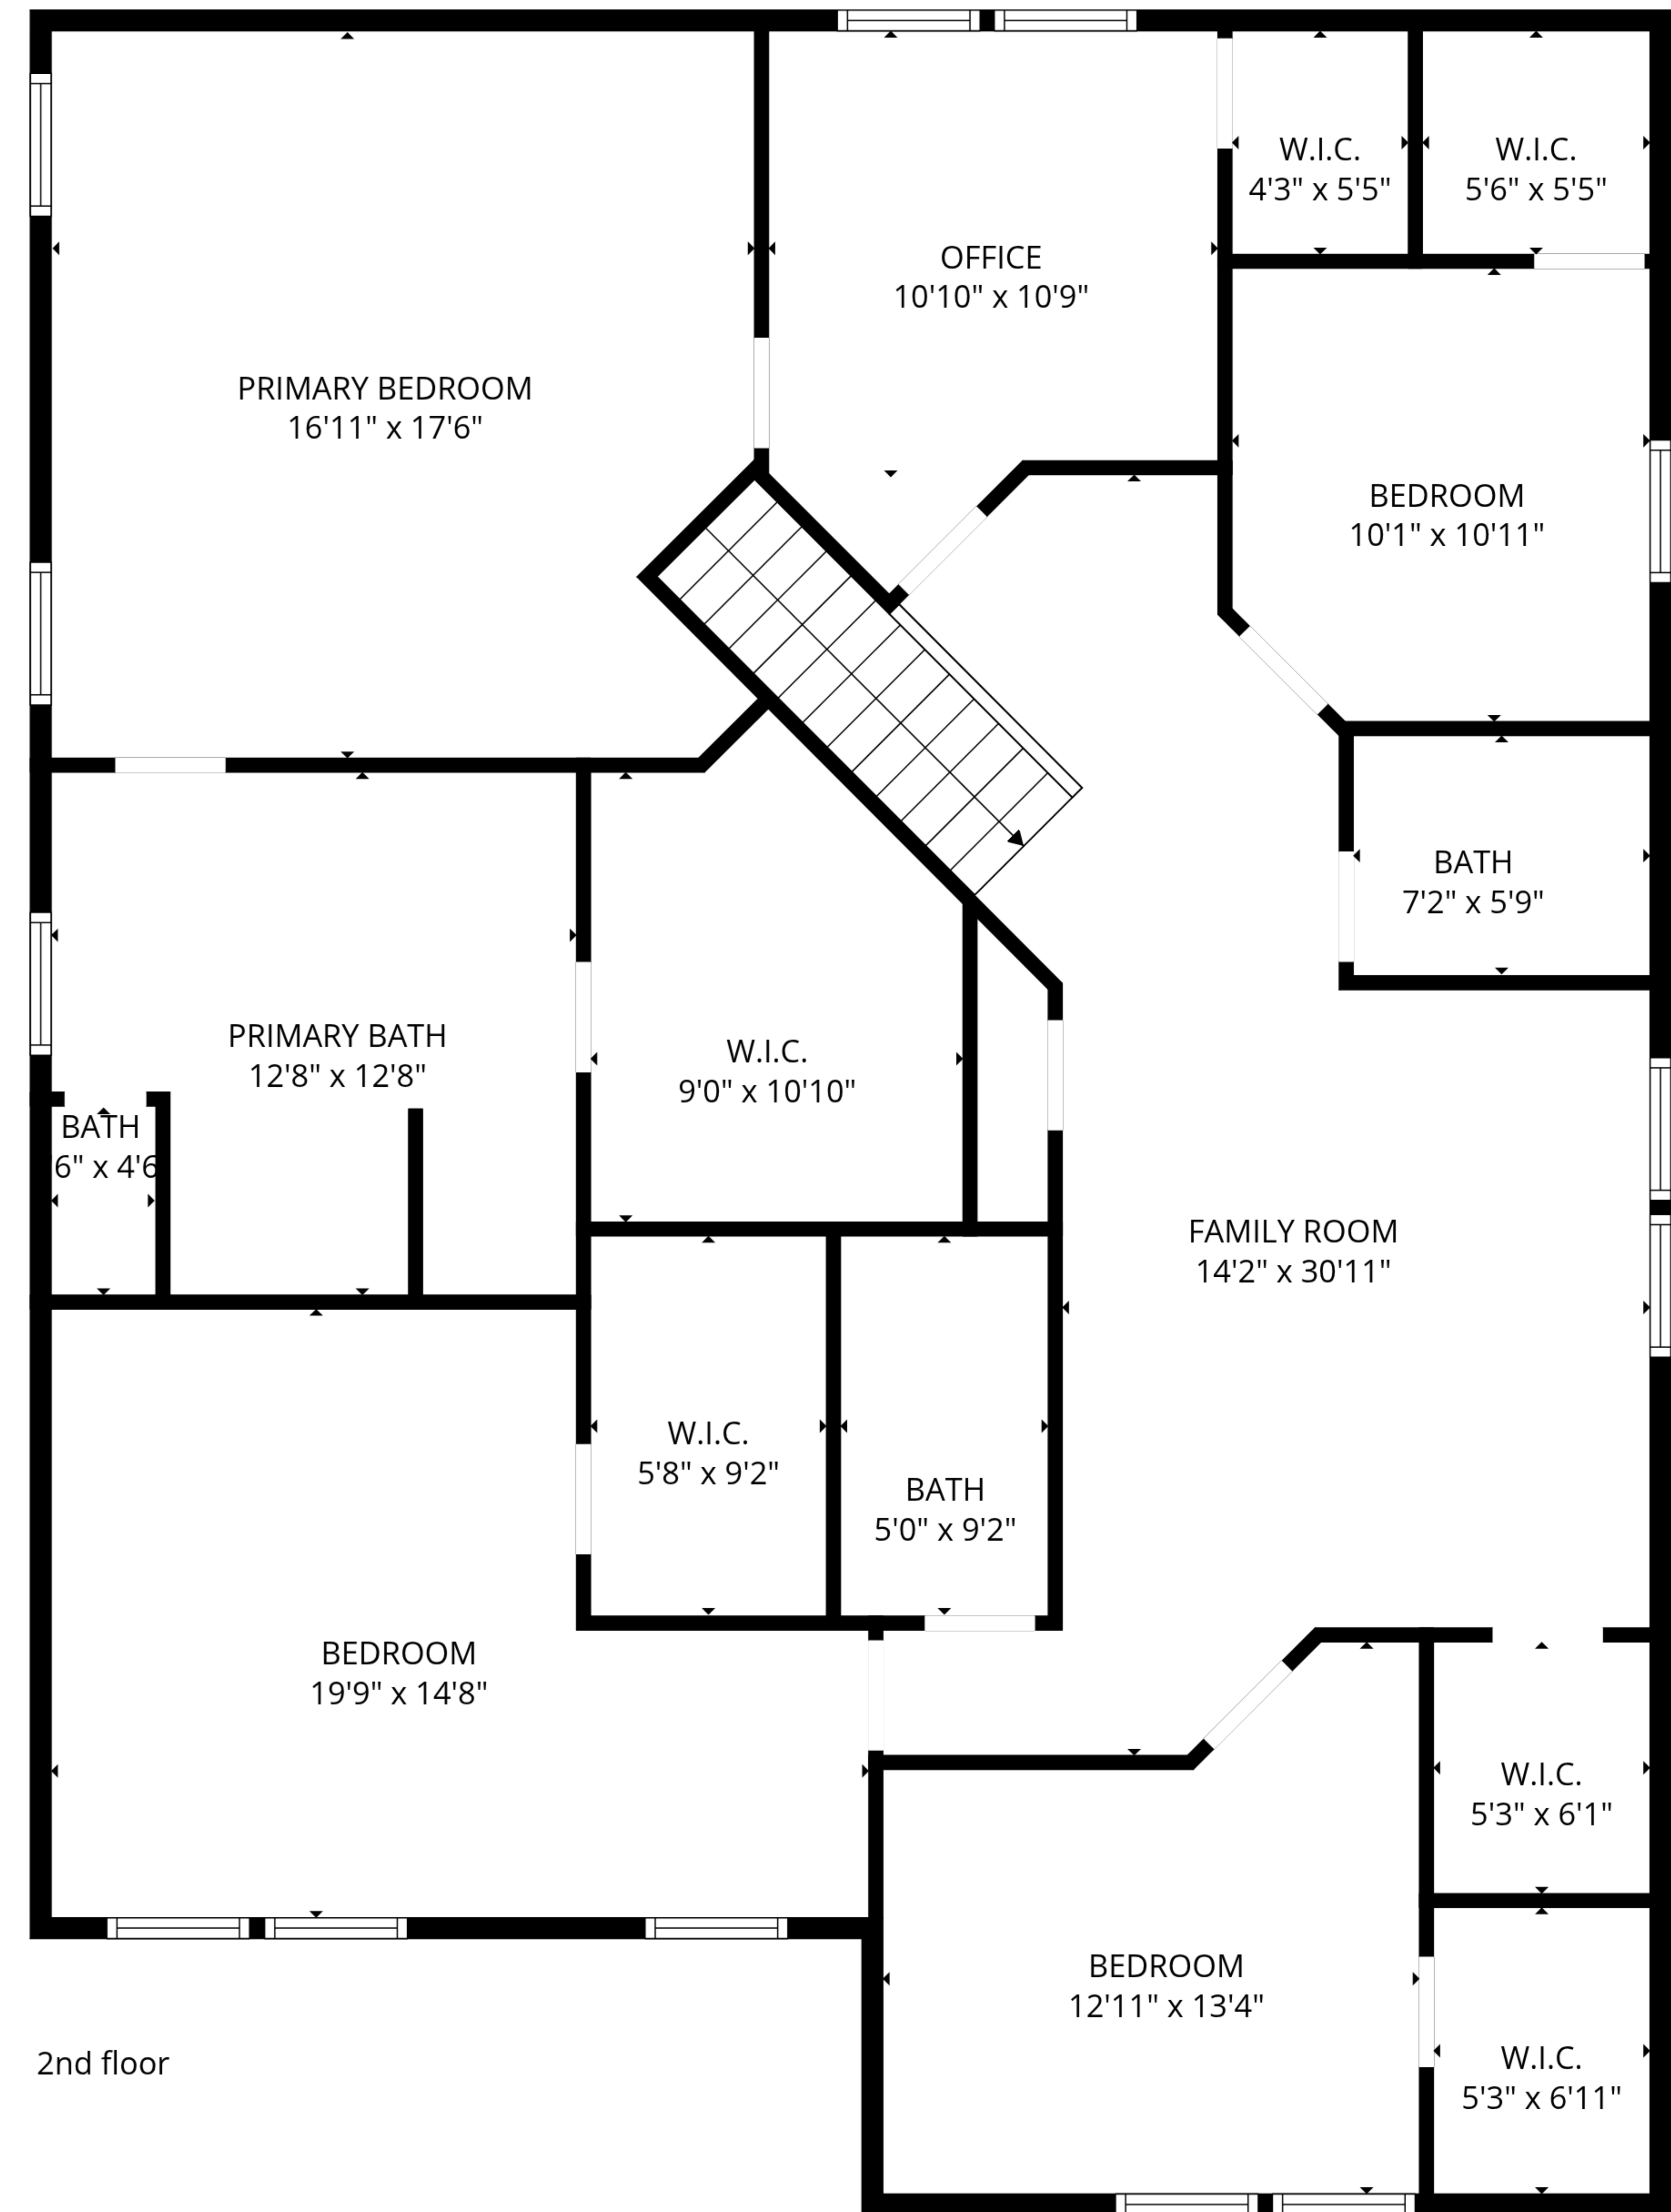 W.I.C.
4'3" x 5'5"
W.I.C.
5'6" x 5'5"
OFFICE
10'10" x 10'9"
PRIMARY BEDROOM
16'11" x 17'6"
BEDROOM
10'1" x 10'11"
BATH
7'2" x 5'9"
PRIMARY BATH
12'8" x 12'8"
W.I.C.
9'0" x 10'10"
BATH
6" x 4'6
FAMILY ROOM
14'2" x 30'11"
W.I.C.
5'8" x 9'2"
BATH
5'0" x 9'2"
BEDROOM
19'9" x 14'8"
W.I.C.
5'3" x 6'1"
BEDROOM
12'11" x 13'4"
W.I.C.
5'3" x 6'11"
2nd floor